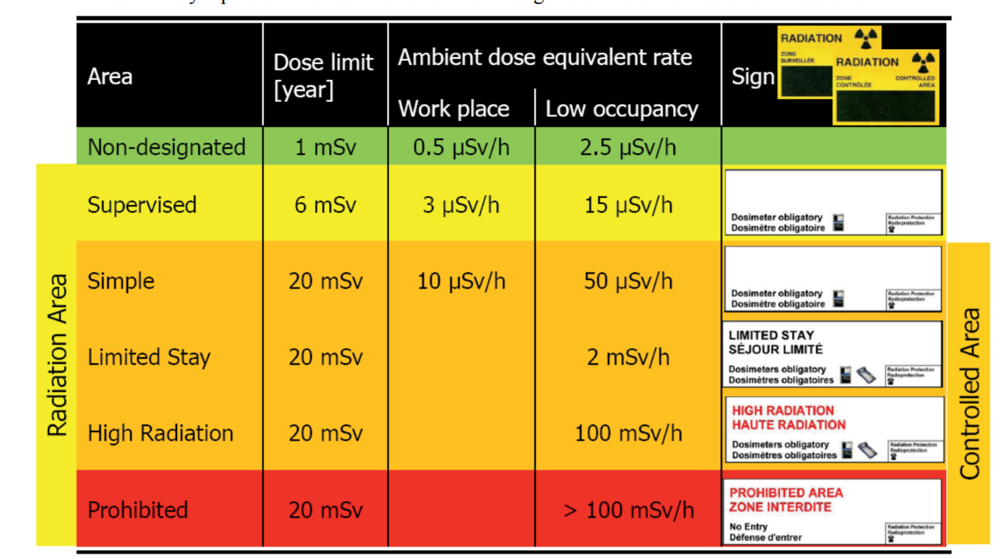 Area
Dose limit
[year]
Ambient dose equivalent rate
Work place
Low occupancy
Sign
RADIATION
ZONE
SURVEILLÉE
RADIATION
ZONE
CONTRÔLÉE
CONTROLLED
AREA
Non-designated 1 mSv 0.5 µSv/h 2.5 µSv/h
Radiation Area
Supervised 6 mSv 3 µSv/h 15 µSv/h
Dosimeter obligatory
Dosimètre obligatoire
Radiation Protection
Radioprotection
Controlled Area
Simple 20 mSv 10 µSv/h 50 µSv/h
Dosimeter obligatory
Dosimètre obligatoire
Radiation Protection
Radioprotection
Limited Stay 20 mSv 2 mSv/h
LIMITED STAY
SÉJOUR LIMITÉ
Dosimeters obligatory
Dosimètres obligatoires
Radiation Protection
Radioprotection
High Radiation 20 mSv 100 mSv/h
HIGH RADIATION
HAUTE RADIATION
Dosimeters obligatory
Dosimètres obligatoires
Radiation Protection
Radioprotection
Prohibited 20 mSv > 100 mSv/h
PROHIBITED AREA
ZONE INTERDITE
No Entry
Défense d'entrer
Radiation Protection
Radioprotection